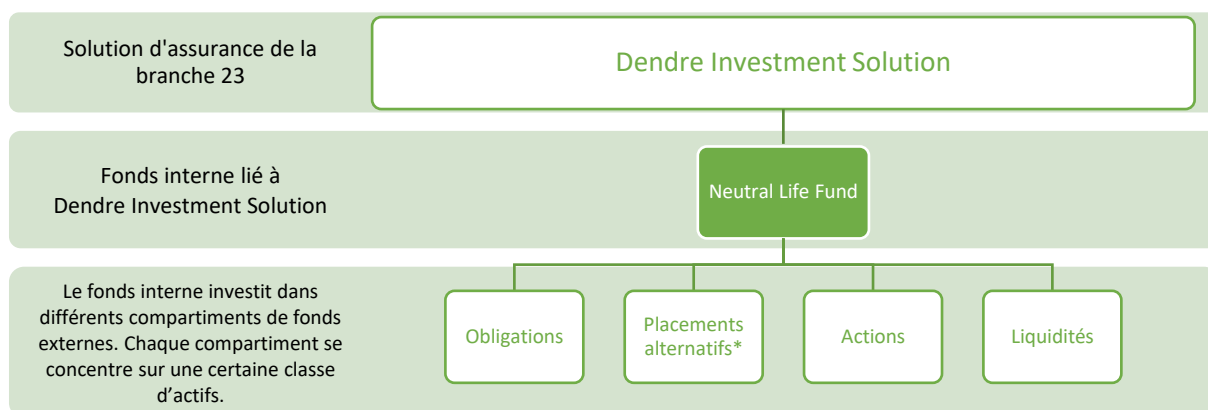 Solution d'assurance de la
branche 23
Dendre Investment Solution
Fonds interne lié à
Dendre Investment Solution
Neutral Life Fund
Le fonds interne investit dans
différents compartiments de fonds
externes. Chaque compartiment se
concentre sur une certaine classe
d’actifs.
Obligations
Placements
alternatifs*
Actions
Liquidités